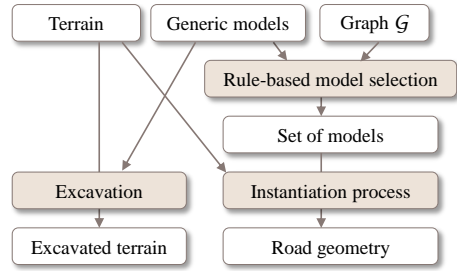 Terrain
Generic models
Graph 𝒢
Rule-based model selection
Set of models
Excavation
Instantiation process
Excavated terrain
Road geometry